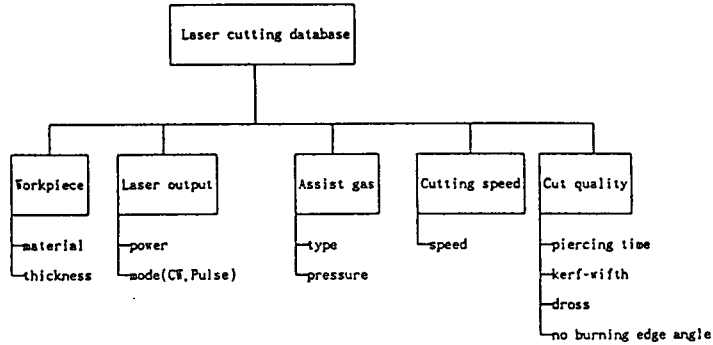 Laser cutting database
Workpiece
Laser output
Assist gas
Cutting speed
Cut quality
material
thickness
power
mode(CW,Pulse)
type
pressure
speed
piercing time
kerf-wifth
dross
no burning edge angle